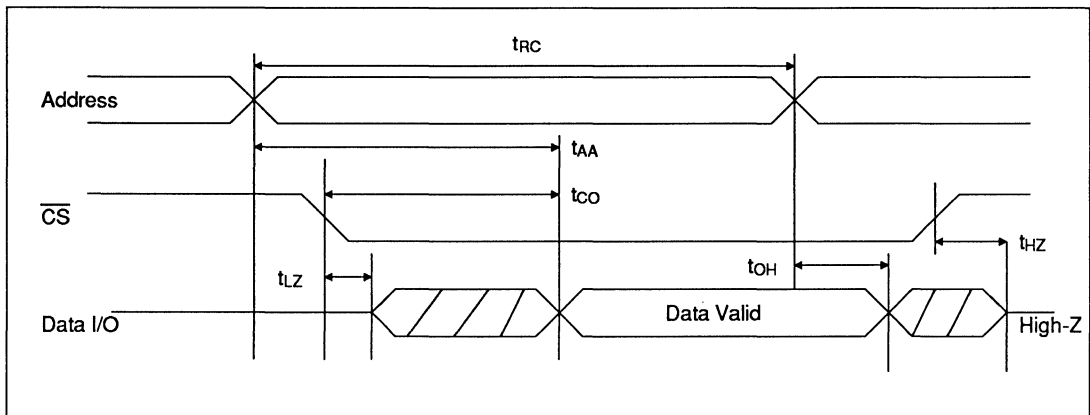 tRC
Address
tAA
tCO
CS
tHZ
tLZ
tOH
Data I/O
Data Valid
High-Z